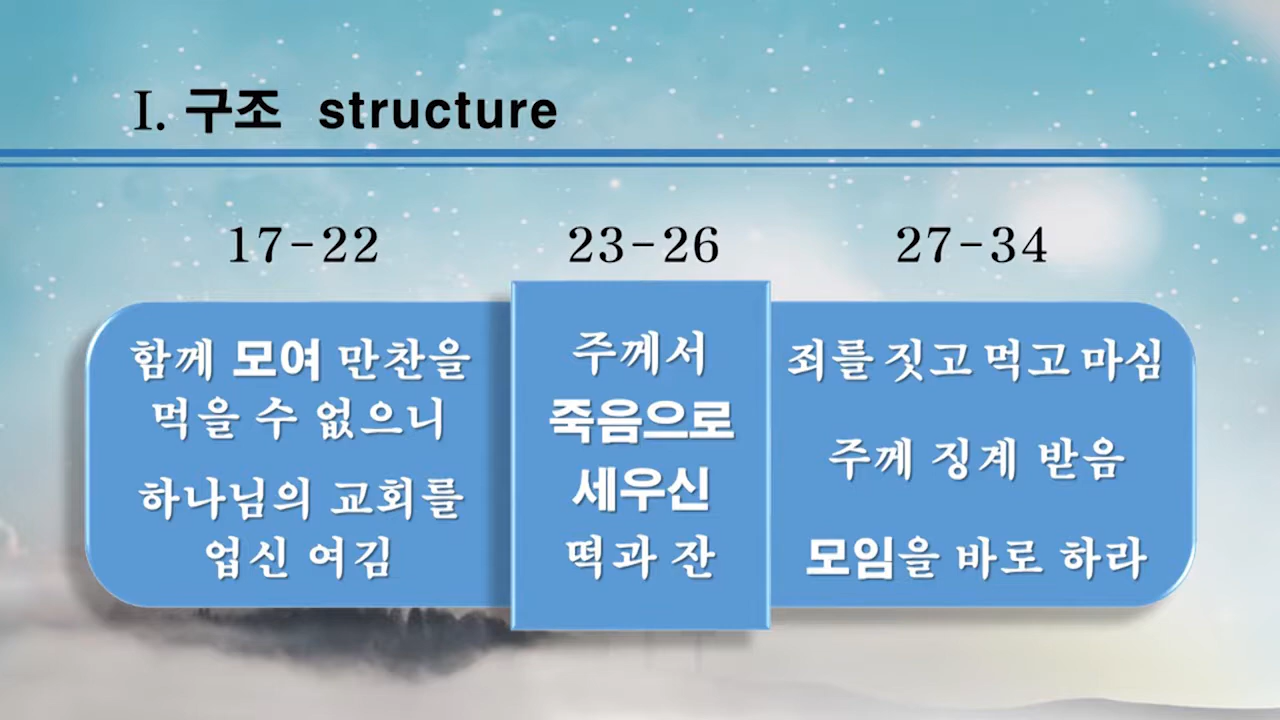 I. 구조 structure
17-22
함께 모여 만찬을
먹을 수 없으니
하나님의 교회를
업신 여김
23-26
주께서
죽음으로
세우신
떡과 잔
27-34
죄를 짓고 먹고 마심
주께 징계 받음
모임을 바로 하라